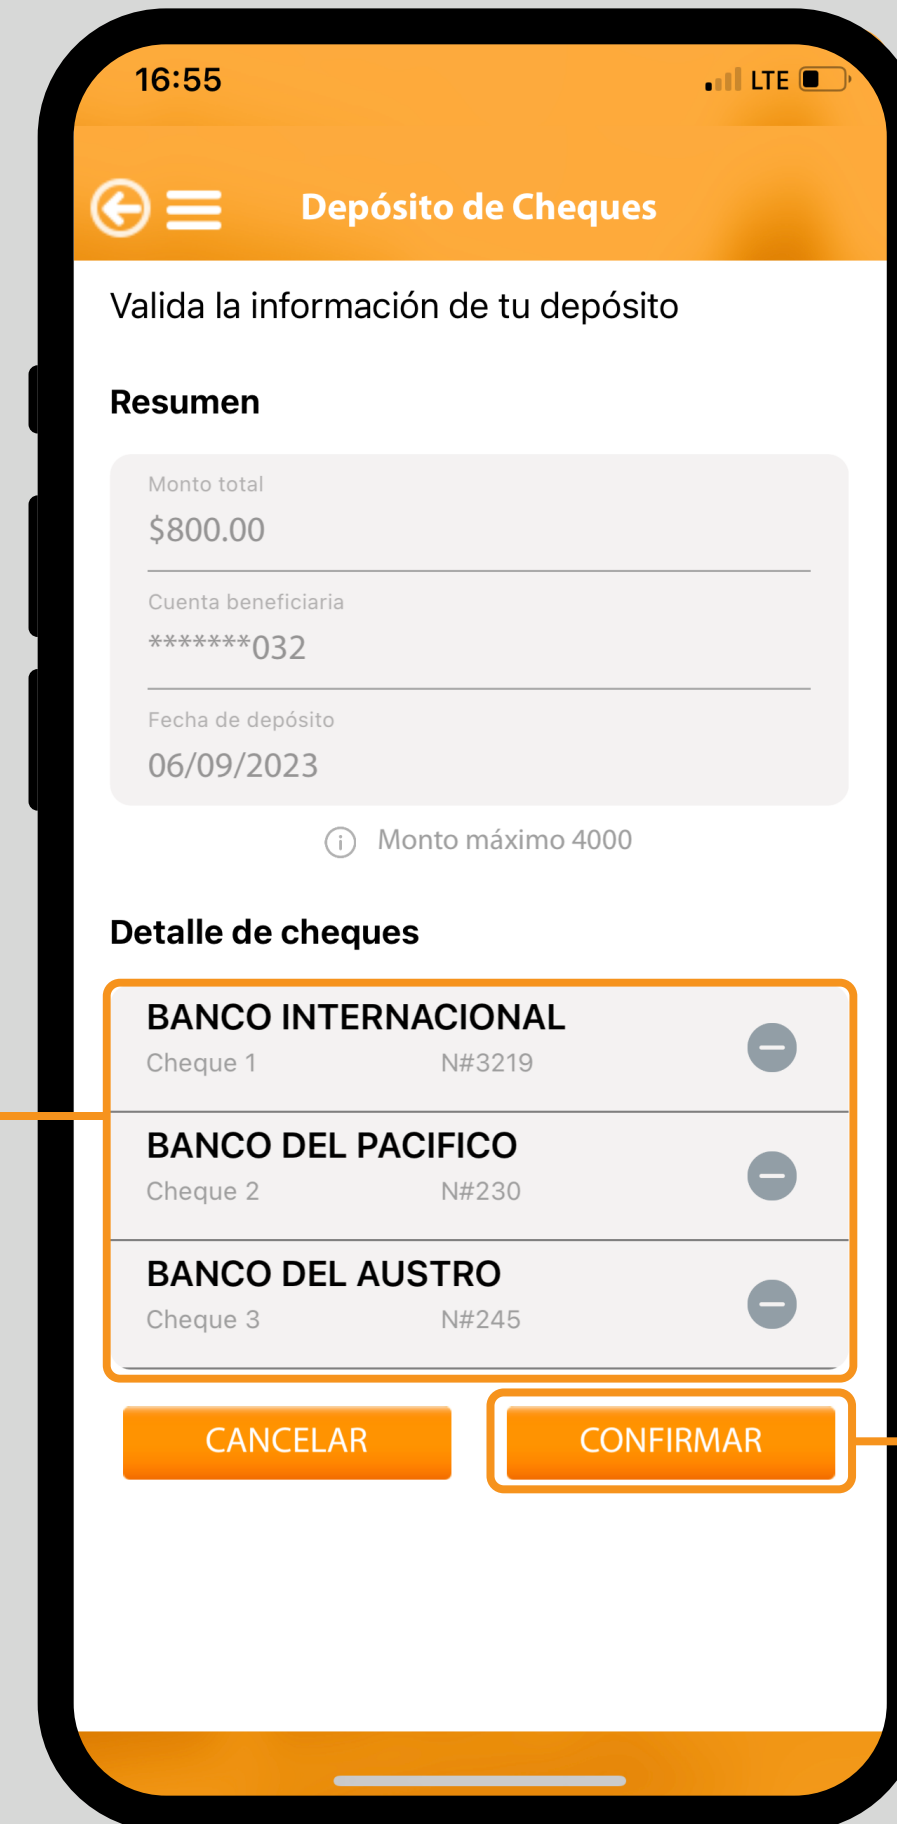 16:55 LTE
Depósito de Cheques
Valida la información de tu depósito
Resumen
Monto total
$800.00
Cuenta beneficiaria
*******032
Fecha de depósito
06/09/2023
Monto máximo 4000
Detalle de cheques
BANCO INTERNACIONAL
Cheque 1 N#3219
BANCO DEL PACIFICO
Cheque 2 N#230
BANCO DEL AUSTRO
Cheque 3 N#245
CANCELAR CONFIRMAR